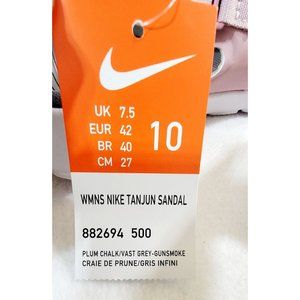 UK 7.5
EUR 42
BR 40
CM 27
10
WMNS NIKE TANJUN SANDAL
882694 500
PLUM CHALK/VAST GREY-GUNSMOKE
CRAIE DE PRUNE/GRIS INFINI